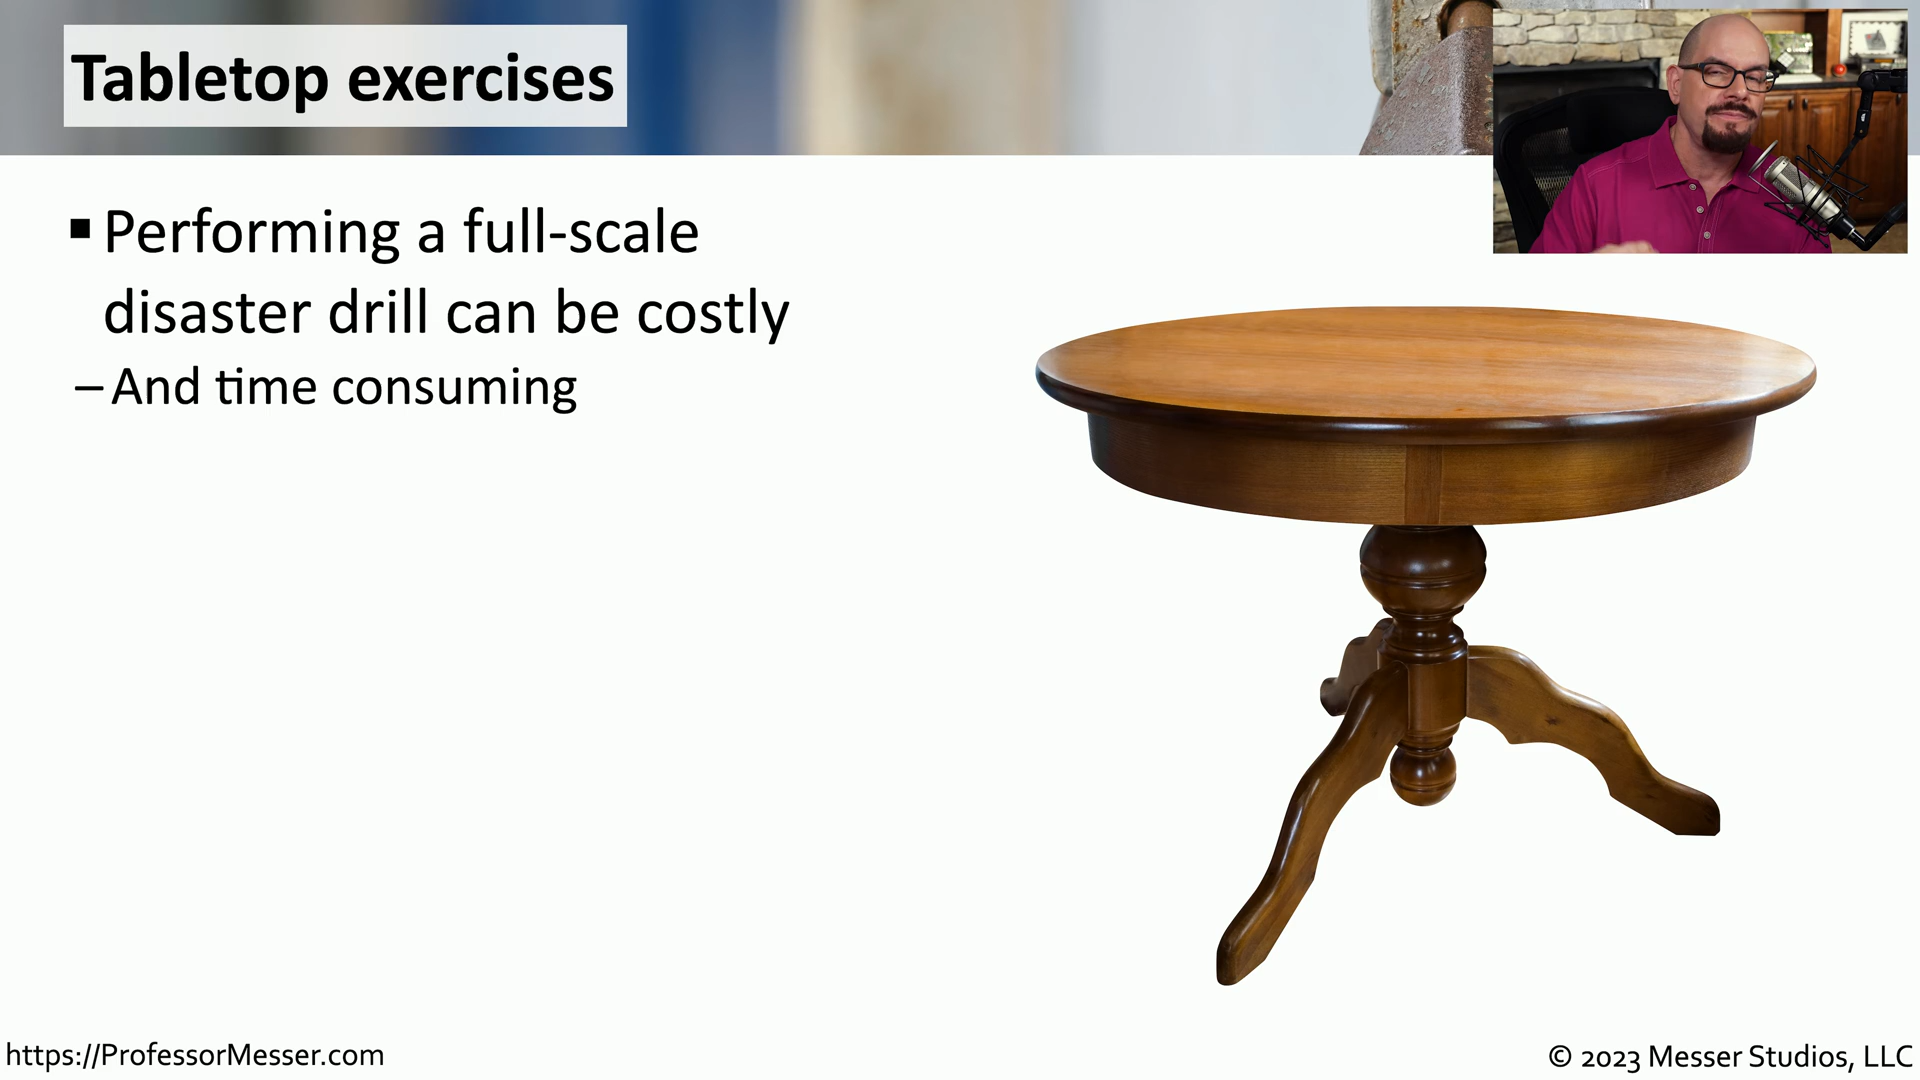 Tabletop exercises
▪ Performing a full-scale
disaster drill can be costly
– And time consuming
https://ProfessorMesser.com
© 2023 Messer Studios, LLC